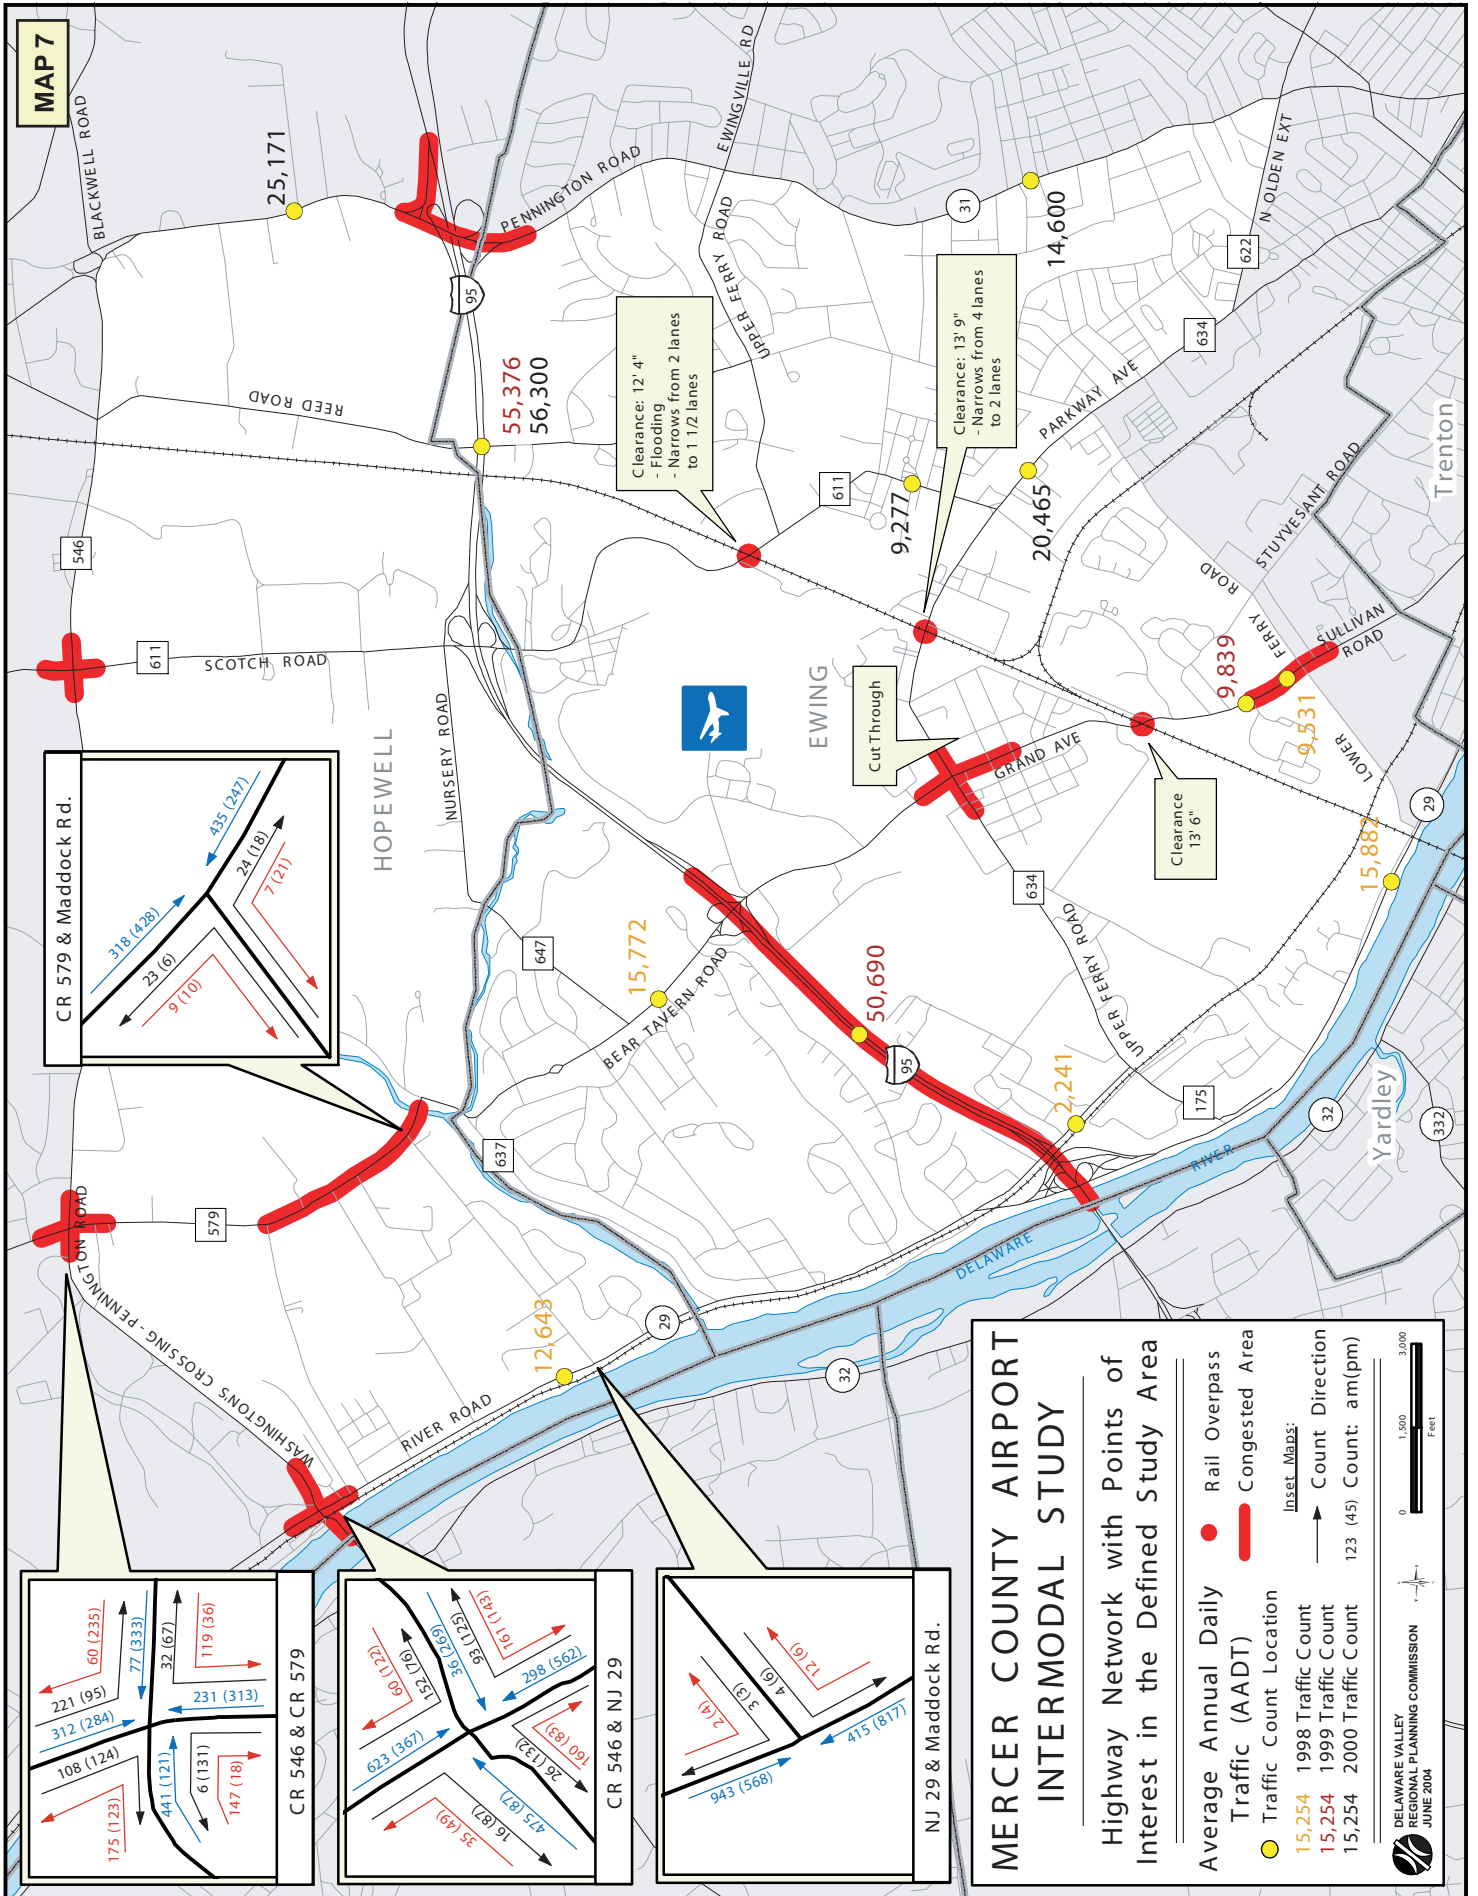 MAP 7
BLACKWELL ROAD
25,171
PENNINGTON ROAD
EWINGVILLE RD
UPPER FERRY ROAD
31
14,600
N OLDEN EXT
622
634
95
55,376
56,300
REED ROAD
Clearance: 12' 4"
- Flooding
- Narrows from 2 lanes
to 1 1/2 lanes
Clearance: 13' 9"
- Narrows from 4 lanes
to 2 lanes
PARKWAY AVE
611
9,277
20,465
STUYVESANT ROAD
Trenton
546
611
SCOTCH ROAD
NURSERY ROAD
HOPEWELL
EWING
Cut Through
GRAND AVE
Clearance
13' 6"
9,839
9,531
LOWER
FERRY
ROAD
SULLIVAN
ROAD
15,882
29
634
UPPER FERRY ROAD
175
647
15,772
BEAR TAVERN ROAD
50,690
95
2,241
637
579
WASHINGTON'S CROSSING - PENNINGTON ROAD
12,643
RIVER ROAD
29
DELAWARE
RIVER
32
32
332
Yardley
CR 579 & Maddock Rd.
318 (428)
435 (247)
23 (6)
9 (10)
24 (18)
7 (21)
CR 546 & CR 579
60 (235)
221 (95)
312 (284)
77 (333)
32 (67)
119 (36)
231 (313)
108 (124)
175 (123)
441 (121)
6 (131)
147 (18)
CR 546 & NJ 29
60 (122)
152 (76)
623 (367)
36 (269)
93 (125)
161 (143)
298 (562)
160 (83)
26 (132)
475 (87)
16 (87)
35 (49)
NJ 29 & Maddock Rd.
2 (4)
3 (3)
4 (6)
12 (6)
943 (568)
415 (817)
MERCER COUNTY AIRPORT
INTERMODAL STUDY
Highway Network with Points of
Interest in the Defined Study Area
Average Annual Daily
Traffic (AADT)
Traffic Count Location
15,254 1998 Traffic Count
15,254 1999 Traffic Count
15,254 2000 Traffic Count
Rail Overpass
Congested Area
Inset Maps:
Count Direction
123 (45) Count: am(pm)
DELAWARE VALLEY
REGIONAL PLANNING COMMISSION
JUNE 2004
0 1,500 3,000
Feet